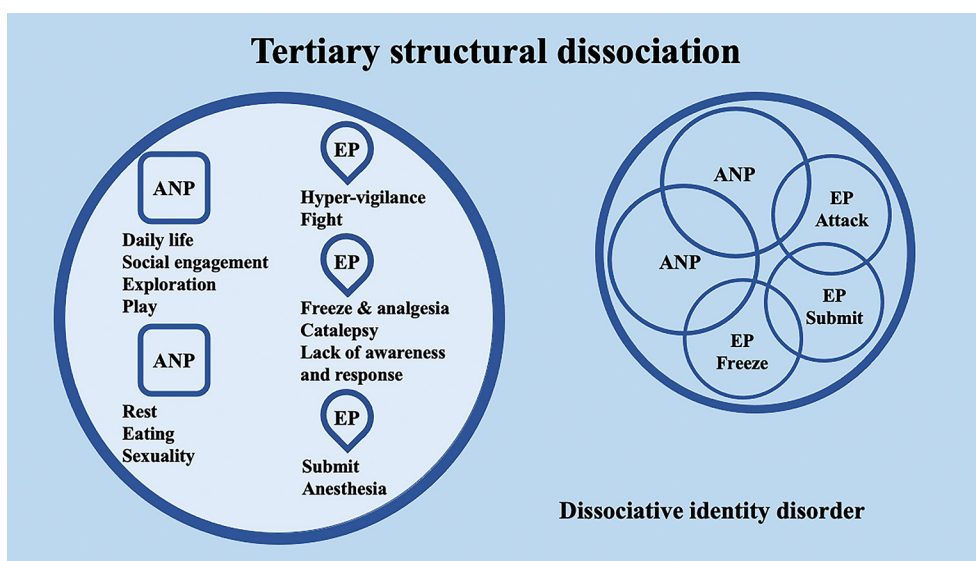 Tertiary structural dissociation
ANP
Daily life
Social engagement
Exploration
Play
ANP
Rest
Eating
Sexuality
EP
Hyper-vigilance
Fight
EP
Freeze & analgesia
Catalepsy
Lack of awareness
and response
EP
Submit
Anesthesia
ANP
ANP
EP
Attack
EP
Submit
EP
Freeze
Dissociative identity disorder